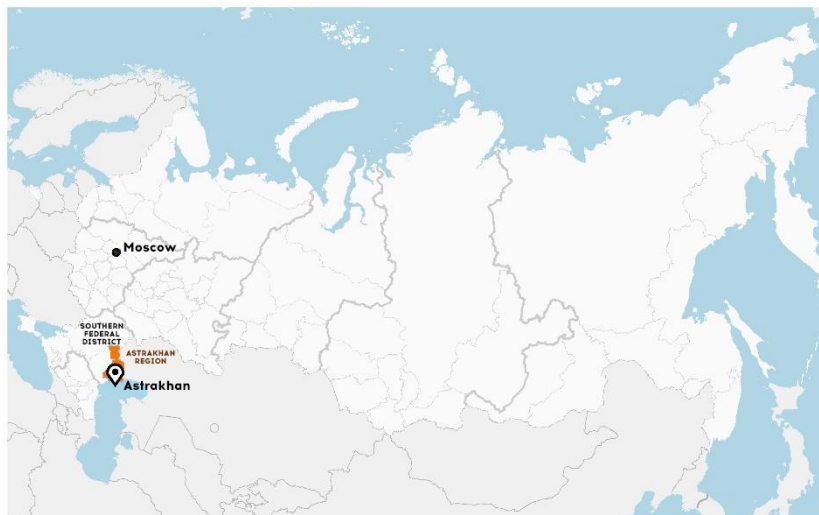 Moscow
SOUTHERN
FEDERAL
DISTRICT
ASTRAKHAN
REGION
Astrakhan